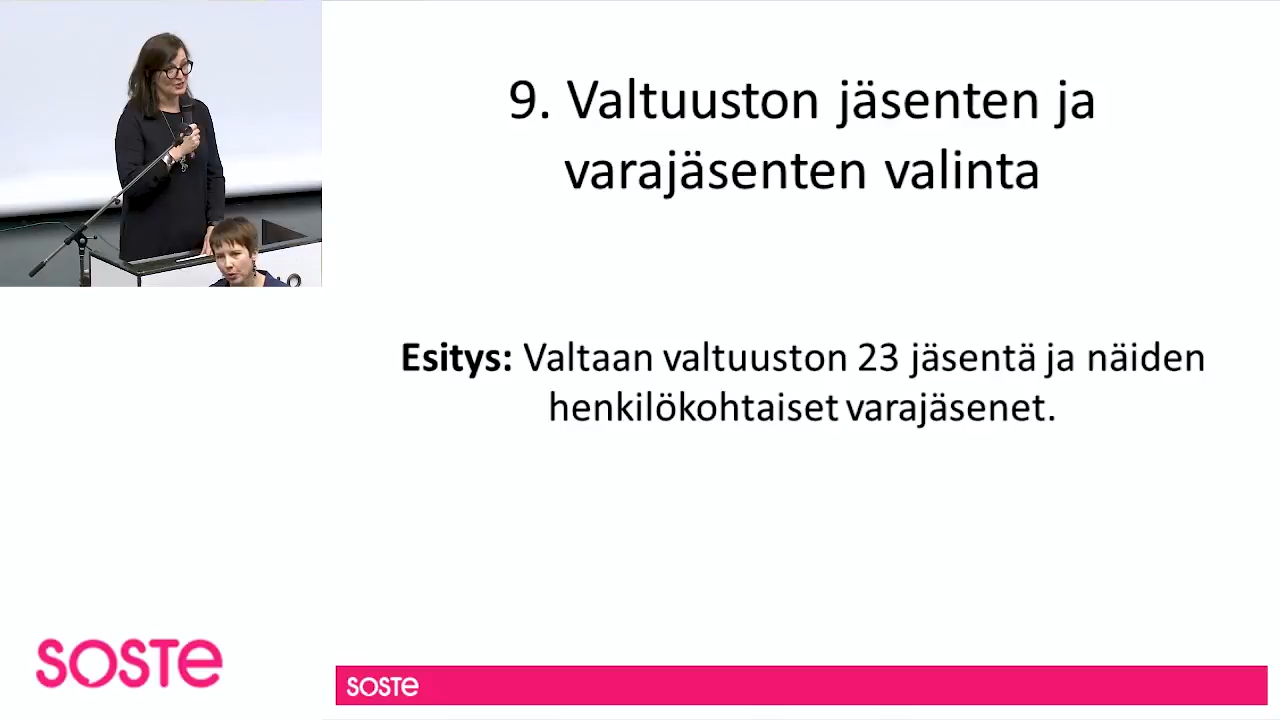 9. Valtuuston jäsenten ja
varajäsenten valinta
Esitys: Valtaan valtuuston 23 jäsentä ja näiden
henkilökohtaiset varajäsenet.
SOSTE
SOSTE